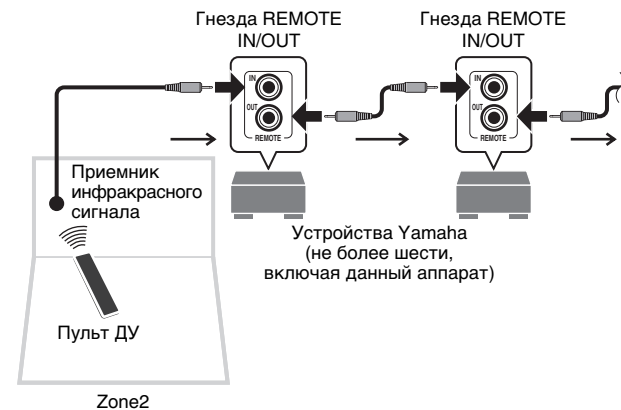 Гнезда REMOTE
IN/OUT
Гнезда REMOTE
IN/OUT
IN
OUT
REMOTE
IN
OUT
REMOTE
Приемник
инфракрасного
сигнала
Устройства Yamaha
(не более шести,
включая данный аппарат)
Пульт ДУ
Zone2